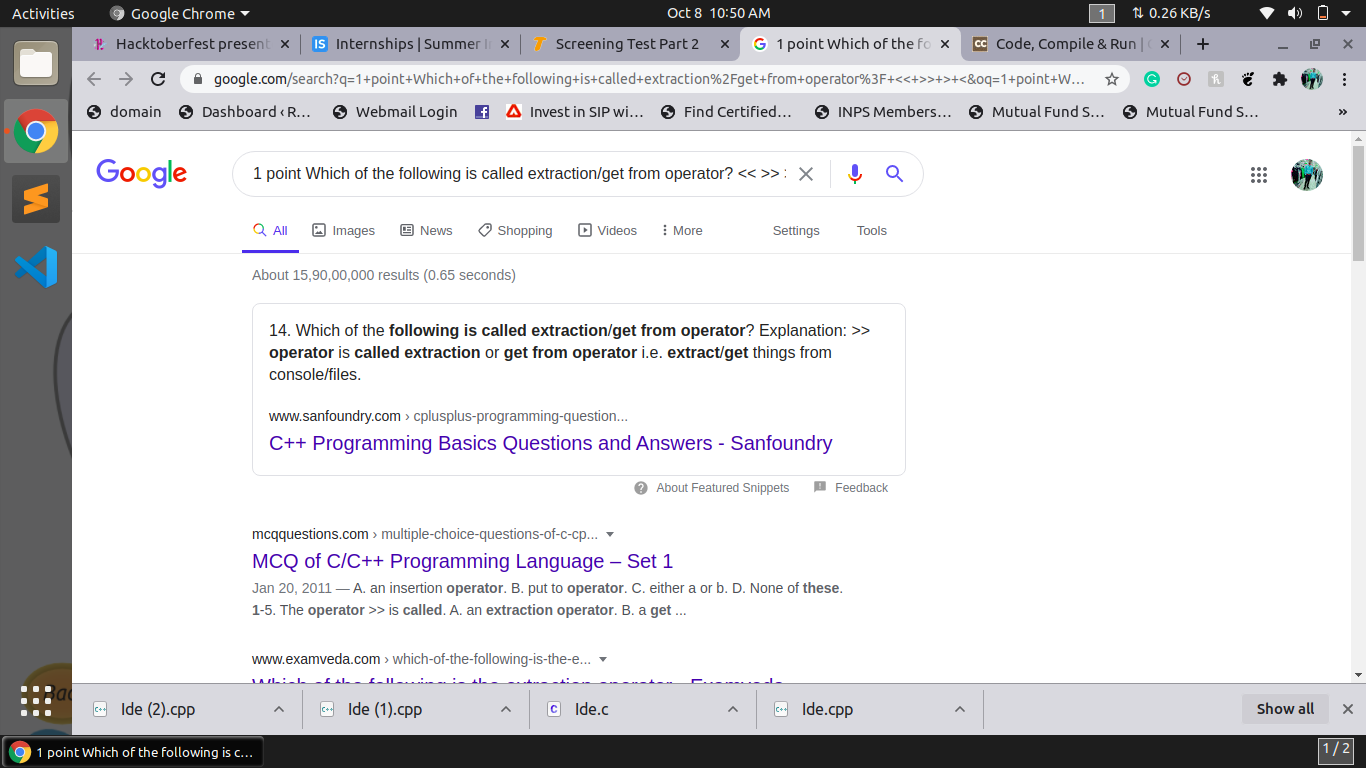 Activities
Google Chrome
Oct 8 10:50 AM
1
0.26 KB/s
Hacktoberfest present
Internships | Summer I
Screening Test Part 2
1 point Which of the fo
Code, Compile & Run |
google.com/search?q=1+point+Which+of+the+following+is+called+extraction%2Fget+from+operator%3F+<<+>>+>+<&oq=1+point+W...
domain
Dashboard ‹ R...
Webmail Login
Invest in SIP wi...
Find Certified...
INPS Members...
Mutual Fund S...
Mutual Fund S...
»
Google
1 point Which of the following is called extraction/get from operator? << >>
All
Images
News
Shopping
Videos
More
Settings
Tools
About 15,90,00,000 results (0.65 seconds)
14. Which of the following is called extraction/get from operator? Explanation: >>
operator is called extraction or get from operator i.e. extract/get things from
console/files.
www.sanfoundry.com › cplusplus-programming-question...
C++ Programming Basics Questions and Answers - Sanfoundry
About Featured Snippets
Feedback
mcqquestions.com › multiple-choice-questions-of-c-cp...
MCQ of C/C++ Programming Language – Set 1
Jan 20, 2011 — A. an insertion operator. B. put to operator. C. either a or b. D. None of these.
1-5. The operator >> is called. A. an extraction operator. B. a get ...
www.examveda.com › which-of-the-following-is-the-e...
Which of the following is the extraction operator - Examveda
Ide (2).cpp
Ide (1).cpp
Ide.c
Ide.cpp
Show all
1 point Which of the following is c...
1 / 2